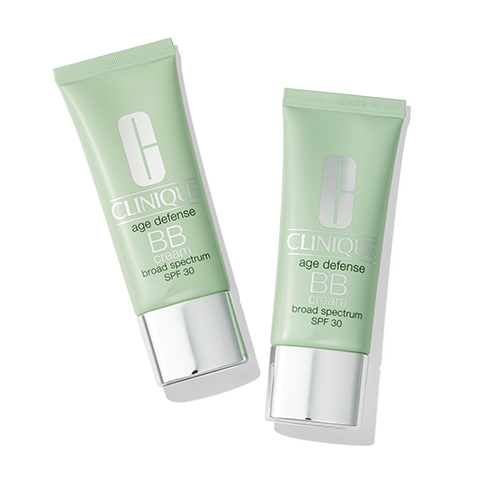 CLINIQUE
age defense
BB
cream
broad spectrum
SPF 30
CLINIQUE
age defense
BB
cream
broad spectrum
SPF 30